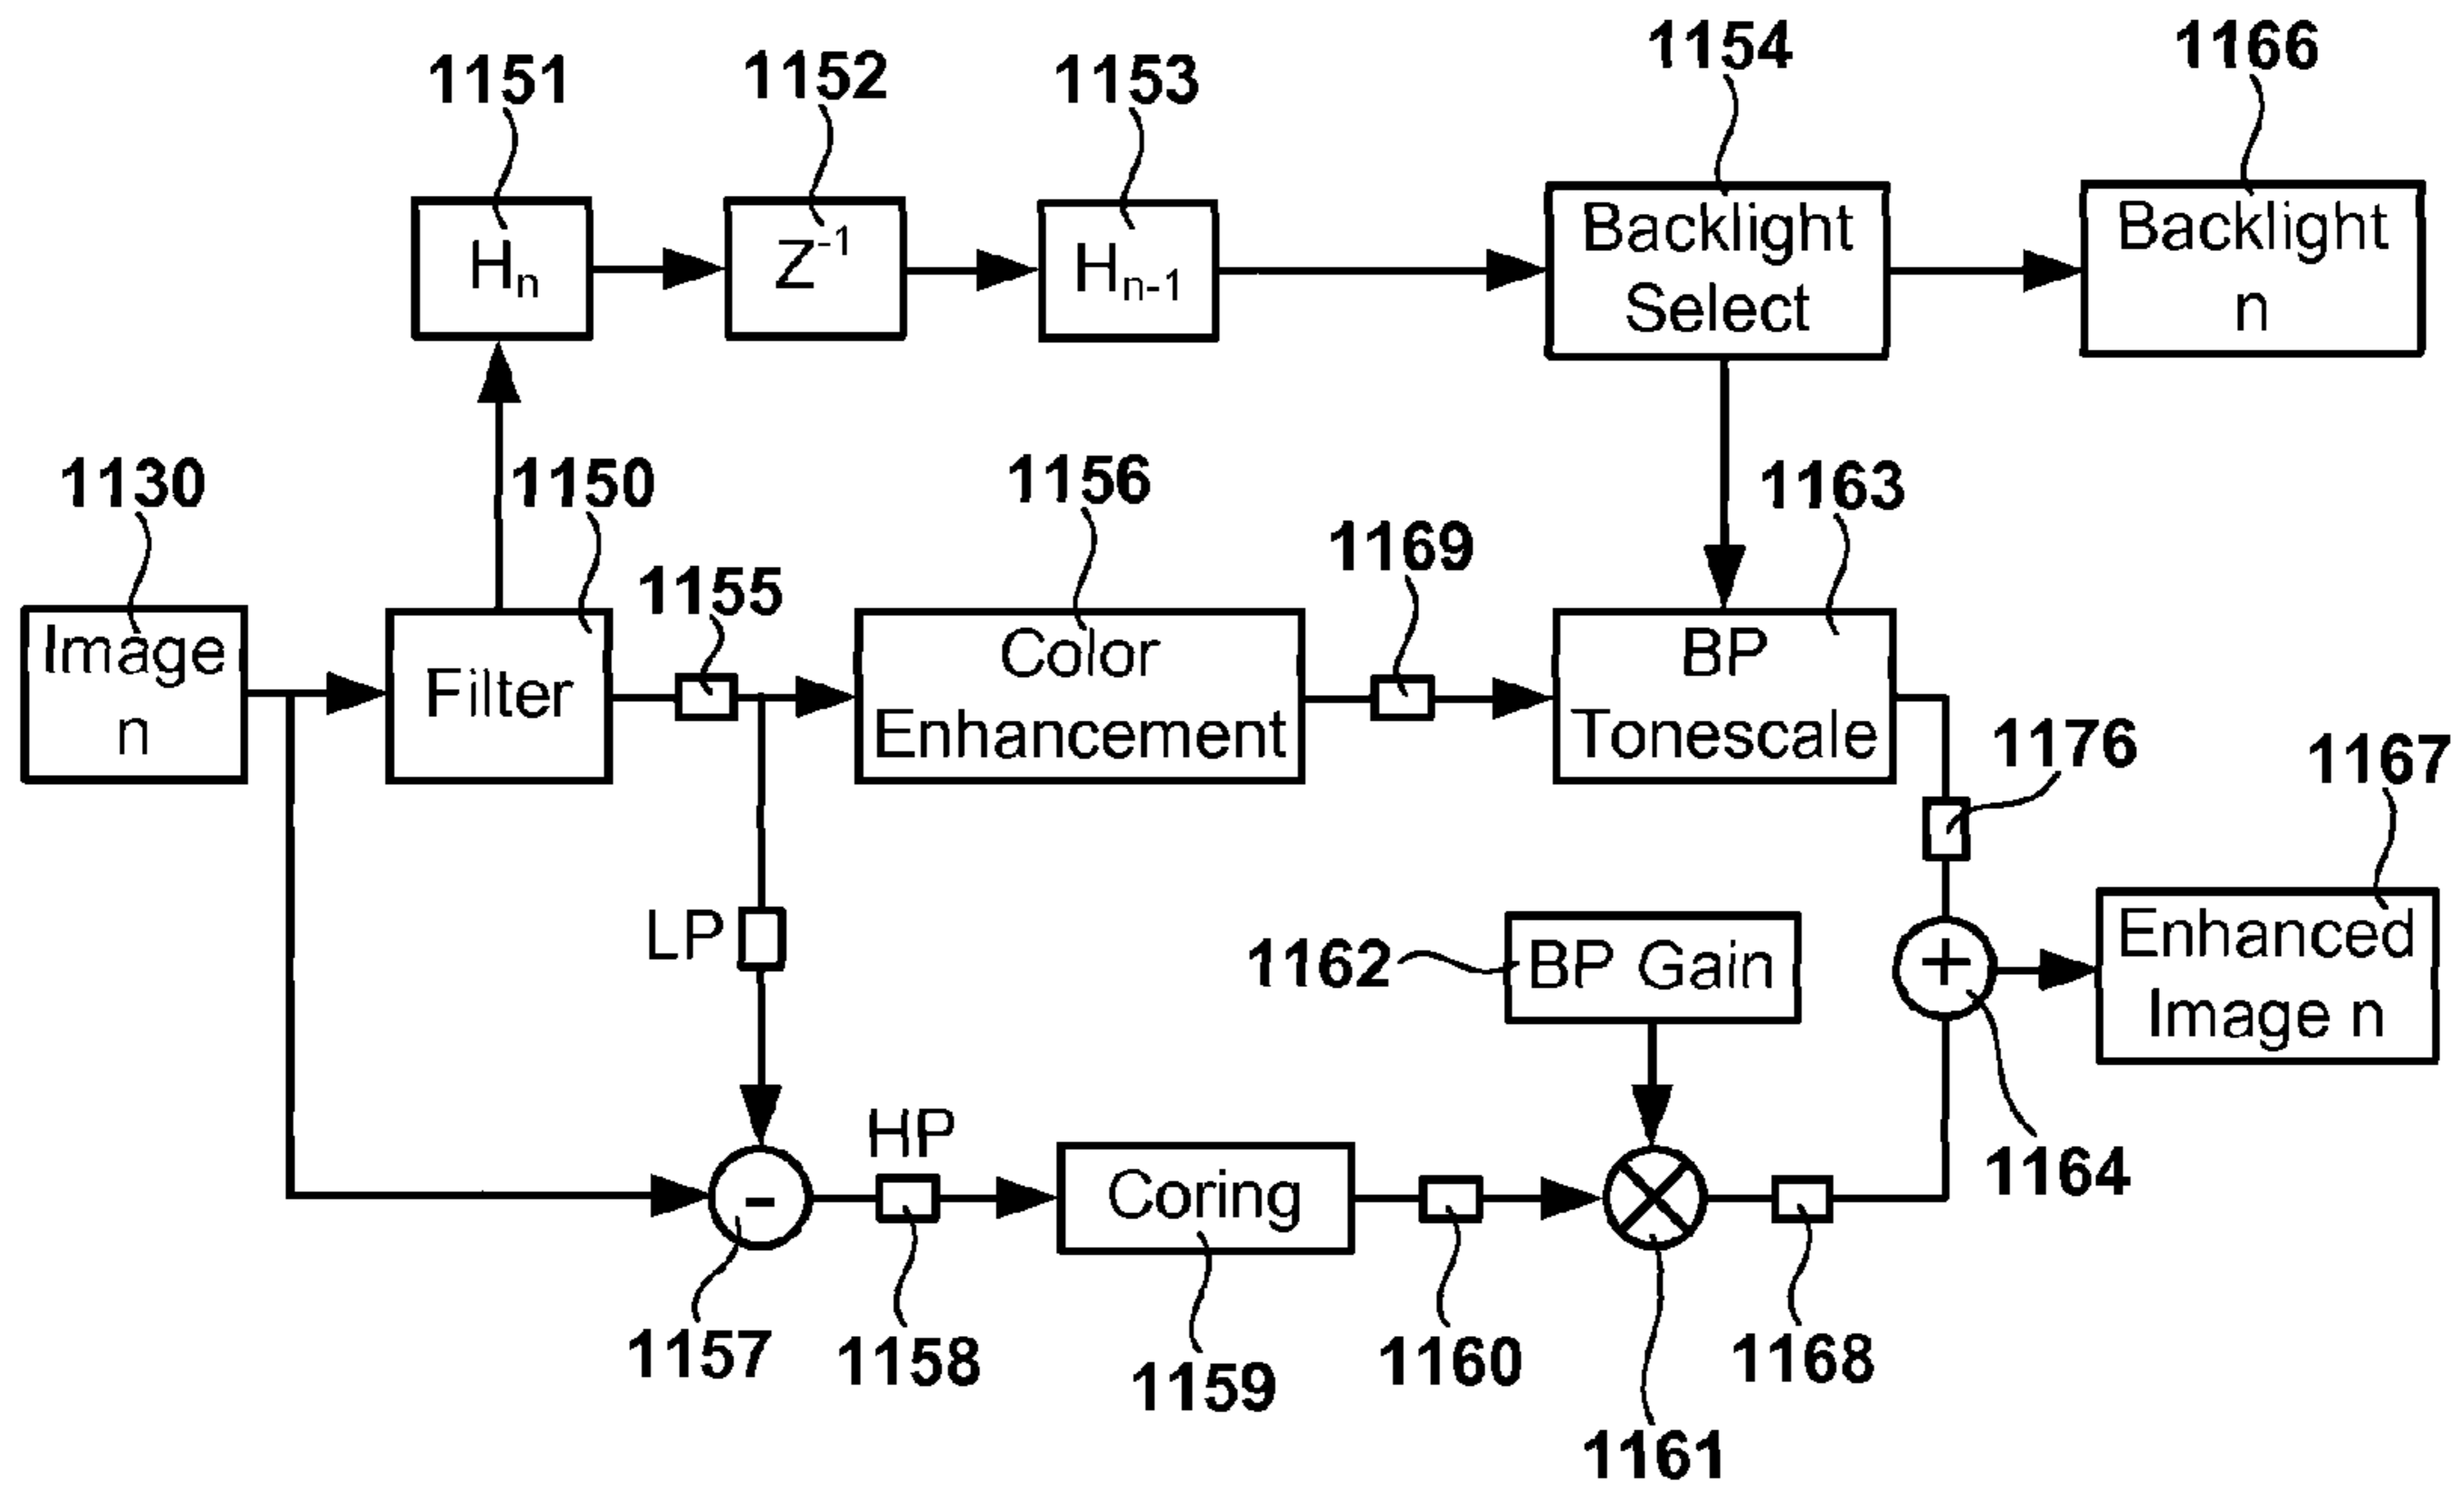 1151
1152
1153
1154
1166
Hn
Z-1
Hn-1
Backlight
Select
Backlight
n
1130
1150
1155
1156
1169
1163
Image
n
Filter
Color
Enhancement
BP
Tonescale
1176
1167
LP
1162
BP Gain
+
Enhanced
Image n
HP
-
Coring
1164
1157
1158
1159
1160
1161
1168